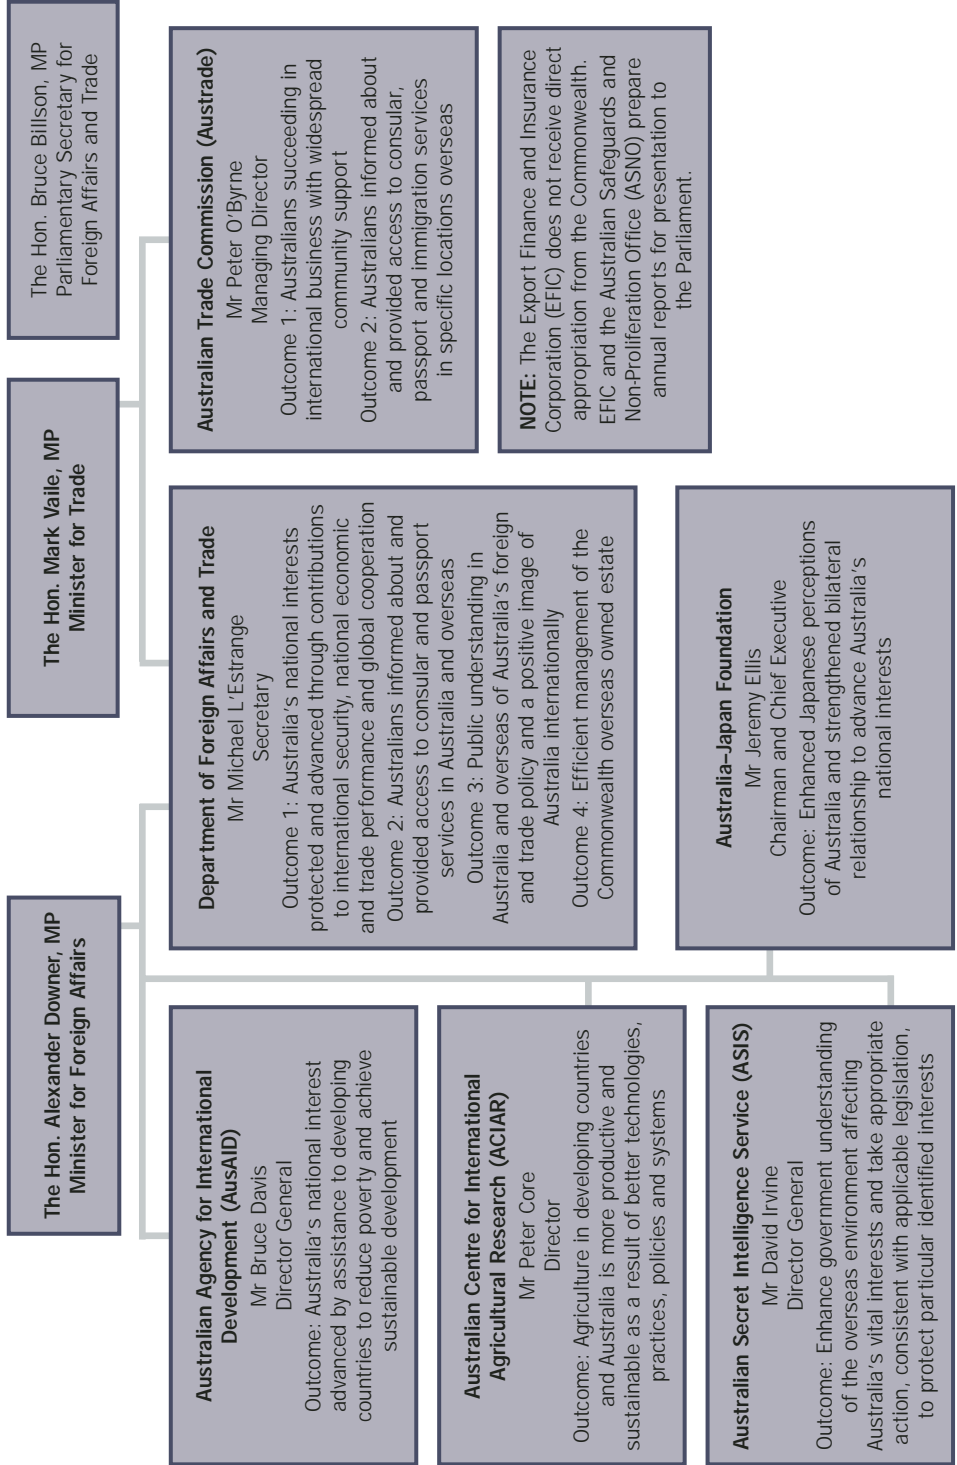 The Hon. Alexander Downer, MP
Minister for Foreign Affairs
The Hon. Mark Vaile, MP
Minister for Trade
The Hon. Bruce Billson, MP
Parliamentary Secretary for
Foreign Affairs and Trade
Australian Agency for International
Development (AusAID)
Mr Bruce Davis
Director General
Outcome: Australia's national interest
advanced by assistance to developing
countries to reduce poverty and achieve
sustainable development
Department of Foreign Affairs and Trade
Mr Michael L'Estrange
Secretary
Outcome 1: Australia's national interests
protected and advanced through contributions
to international security, national economic
and trade performance and global cooperation
Outcome 2: Australians informed about and
provided access to consular and passport
services in Australia and overseas
Outcome 3: Public understanding in
Australia and overseas of Australia's foreign
and trade policy and a positive image of
Australia internationally
Outcome 4: Efficient management of the
Commonwealth overseas owned estate
Australian Trade Commission (Austrade)
Mr Peter O'Byrne
Managing Director
Outcome 1: Australians succeeding in
international business with widespread
community support
Outcome 2: Australians informed about
and provided access to consular,
passport and immigration services
in specific locations overseas
Australian Centre for International
Agricultural Research (ACIAR)
Mr Peter Core
Director
Outcome: Agriculture in developing countries
and Australia is more productive and
sustainable as a result of better technologies,
practices, policies and systems
NOTE: The Export Finance and Insurance
Corporation (EFIC) does not receive direct
appropriation from the Commonwealth.
EFIC and the Australian Safeguards and
Non-Proliferation Office (ASNO) prepare
annual reports for presentation to
the Parliament.
Australian Secret Intelligence Service (ASIS)
Mr David Irvine
Director General
Outcome: Enhance government understanding
of the overseas environment affecting
Australia's vital interests and take appropriate
action, consistent with applicable legislation,
to protect particular identified interests
Australia–Japan Foundation
Mr Jeremy Ellis
Chairman and Chief Executive
Outcome: Enhanced Japanese perceptions
of Australia and strengthened bilateral
relationship to advance Australia's
national interests